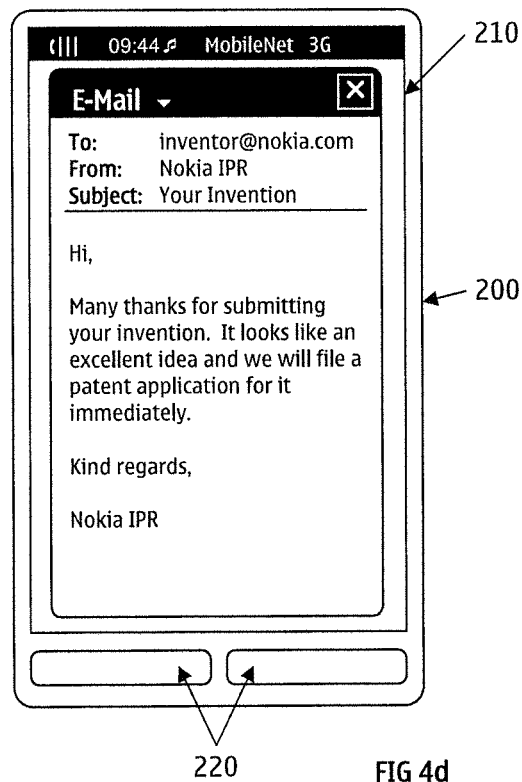 09:44 MobileNet 3G
210
E-Mail
To: inventor@nokia.com
From: Nokia IPR
Subject: Your Invention
Hi,
200
Many thanks for submitting
your invention. It looks like an
excellent idea and we will file a
patent application for it
immediately.
Kind regards,
Nokia IPR
220
FIG 4d